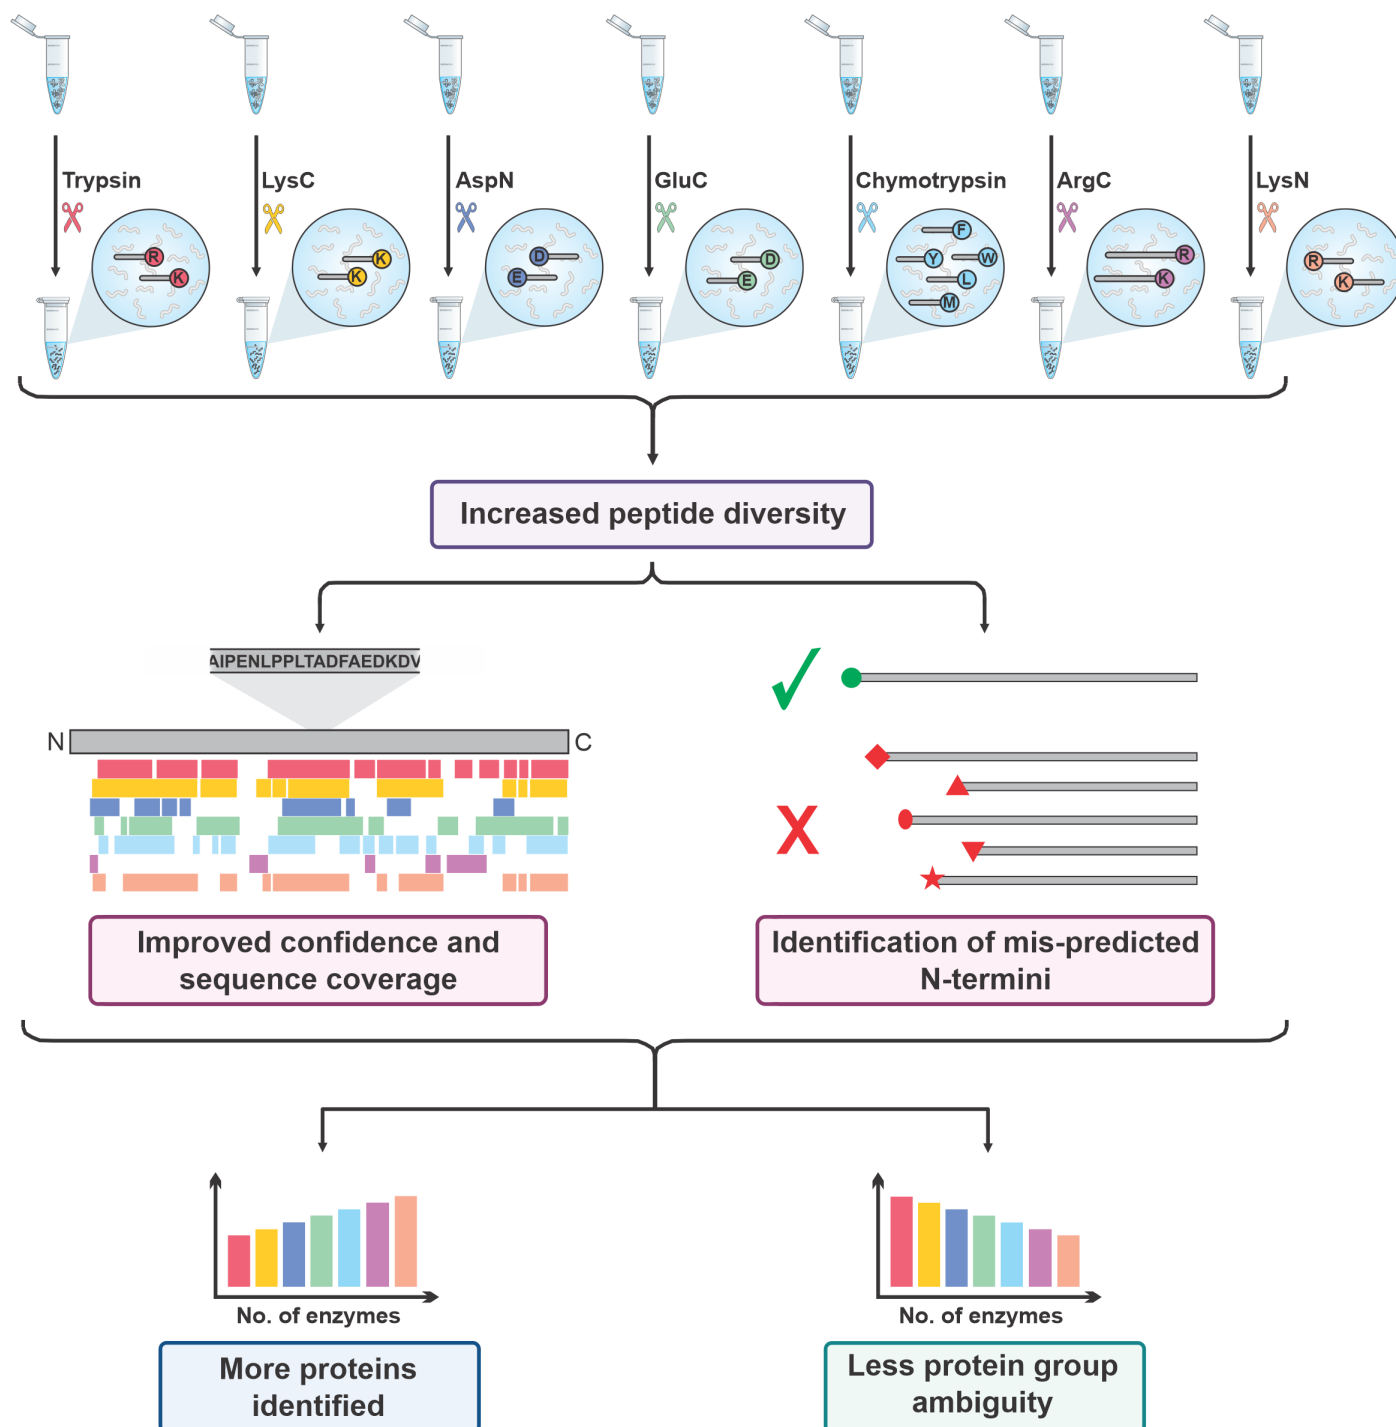 Trypsin
LysC
AspN
GluC
Chymotrypsin
ArgC
LysN
R
K
K
K
D
E
D
E
F
Y
W
L
M
R
K
R
K
Increased peptide diversity
AIPENLPPLTADFAEDKDV
N
C
X
Improved confidence and
sequence coverage
Identification of mis-predicted
N-termini
No. of enzymes
No. of enzymes
More proteins
identified
Less protein group
ambiguity